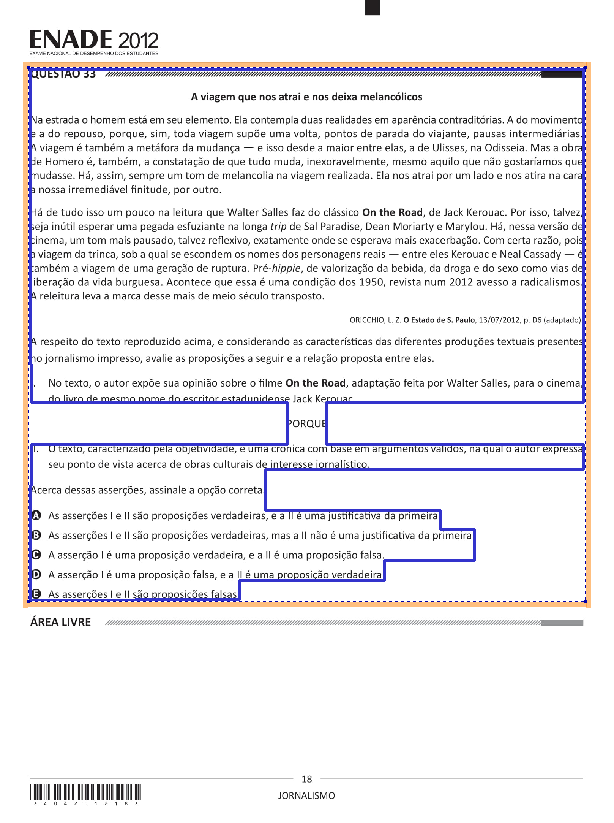 ENADE 2012
EXAME NACIONAL DE DESEMPENHO DOS ESTUDANTES
QUESTÃO 33
A viagem que nos atrai e nos deixa melancólicos
Na estrada o homem está em seu elemento. Ela contempla duas realidades em aparência contraditórias. A do movimento
e a do repouso, porque, sim, toda viagem supõe uma volta, pontos de parada do viajante, pausas intermediárias.
A viagem é também a metáfora da mudança — e isso desde a maior entre elas, a de Ulisses, na Odisseia. Mas a obra
de Homero é, também, a constatação de que tudo muda, inexoravelmente, mesmo aquilo que não gostaríamos que
mudasse. Há, assim, sempre um tom de melancolia na viagem realizada. Ela nos atrai por um lado e nos atira na cara
a nossa irremediável finitude, por outro.
Há de tudo isso um pouco na leitura que Walter Salles faz do clássico On the Road, de Jack Kerouac. Por isso, talvez,
seja inútil esperar uma pegada esfuziante na longa trip de Sal Paradise, Dean Moriarty e Marylou. Há, nessa versão de
cinema, um tom mais pausado, talvez reflexivo, exatamente onde se esperava mais exacerbação. Com certa razão, pois
a viagem da trinca, sob a qual se escondem os nomes dos personagens reais — entre eles Kerouac e Neal Cassady — é
também a viagem de uma geração de ruptura. Pré-hippie, de valorização da bebida, da droga e do sexo como vias de
liberação da vida burguesa. Acontece que essa é uma condição dos 1950, revista num 2012 avesso a radicalismos.
A releitura leva a marca desse mais de meio século transposto.
ORICCHIO, L. Z. O Estado de S. Paulo, 13/07/2012, p. D5 (adaptado).
A respeito do texto reproduzido acima, e considerando as características das diferentes produções textuais presentes
no jornalismo impresso, avalie as proposições a seguir e a relação proposta entre elas.
I. No texto, o autor expõe sua opinião sobre o filme On the Road, adaptação feita por Walter Salles, para o cinema,
do livro de mesmo nome do escritor estadunidense Jack Kerouac.
PORQUE
II. O texto, caracterizado pela objetividade, é uma crônica com base em argumentos válidos, na qual o autor expressa
seu ponto de vista acerca de obras culturais de interesse jornalístico.
Acerca dessas asserções, assinale a opção correta.
A As asserções I e II são proposições verdadeiras, e a II é uma justificativa da primeira.
B As asserções I e II são proposições verdadeiras, mas a II não é uma justificativa da primeira.
C A asserção I é uma proposição verdadeira, e a II é uma proposição falsa.
D A asserção I é uma proposição falsa, e a II é uma proposição verdadeira.
E As asserções I e II são proposições falsas.
ÁREA LIVRE
18
JORNALISMO